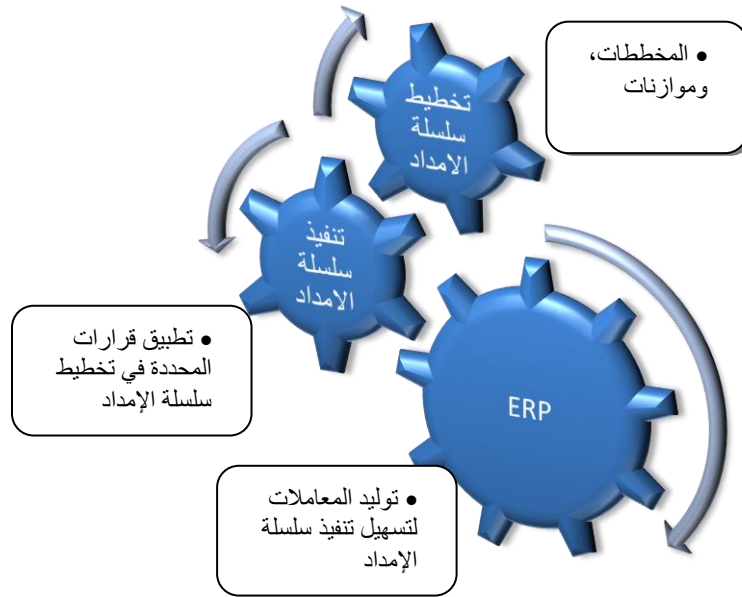 تخطيط
سلسلة
الامداد
• المخططات،
وموازنات
تنفيذ
سلسلة
الامداد
• تطبيق قرارات
المحددة في تخطيط
سلسلة الإمداد
ERP
• توليد المعاملات
لتسهيل تنفيذ سلسلة
الإمداد